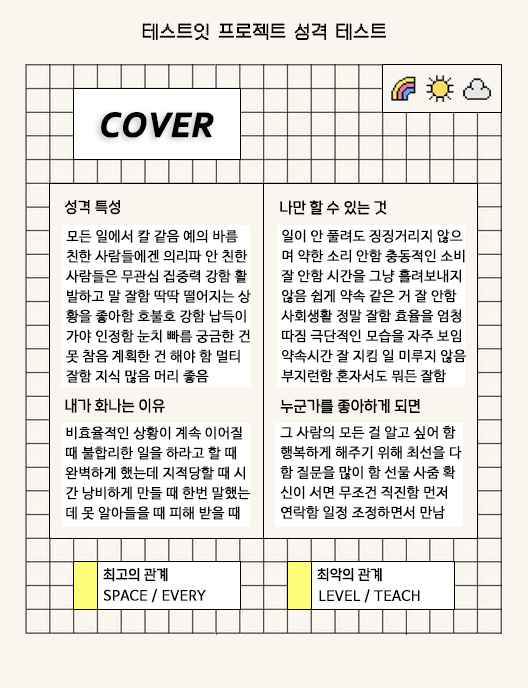 테스트잇 프로젝트 성격 테스트
COVER
성격 특성
모든 일에서 칼 같음 예의 바름
친한 사람들에겐 의리파 안 친한
사람들은 무관심 집중력 강함 활
발하고 말 잘함 딱딱 떨어지는 상
황을 좋아함 호불호 강함 납득이
가야 인정함 눈치 빠름 궁금한 건
못 참음 계획한 건 해야 함 멀티
잘함 지식 많음 머리 좋음
나만 할 수 있는 것
일이 안 풀려도 징징거리지 않으
며 약한 소리 안함 충동적인 소비
잘 안함 시간을 그냥 흘려보내지
않음 쉽게 약속 같은 거 잘 안함
사회생활 정말 잘함 효율을 엄청
따짐 극단적인 모습을 자주 보임
약속시간 잘 지킴 일 미루지 않음
부지런함 혼자서도 뭐든 잘함
내가 화나는 이유
비효율적인 상황이 계속 이어질
때 불합리한 일을 하라고 할 때
완벽하게 했는데 지적당할 때 시
간 낭비하게 만들 때 한번 말했는
데 못 알아들을 때 피해 받을 때
누군가를 좋아하게 되면
그 사람의 모든 걸 알고 싶어 함
행복하게 해주기 위해 최선을 다
함 질문을 많이 함 선물 사줌 확
신이 서면 무조건 직진함 먼저
연락함 일정 조정하면서 만남
최고의 관계
SPACE / EVERY
최악의 관계
LEVEL / TEACH